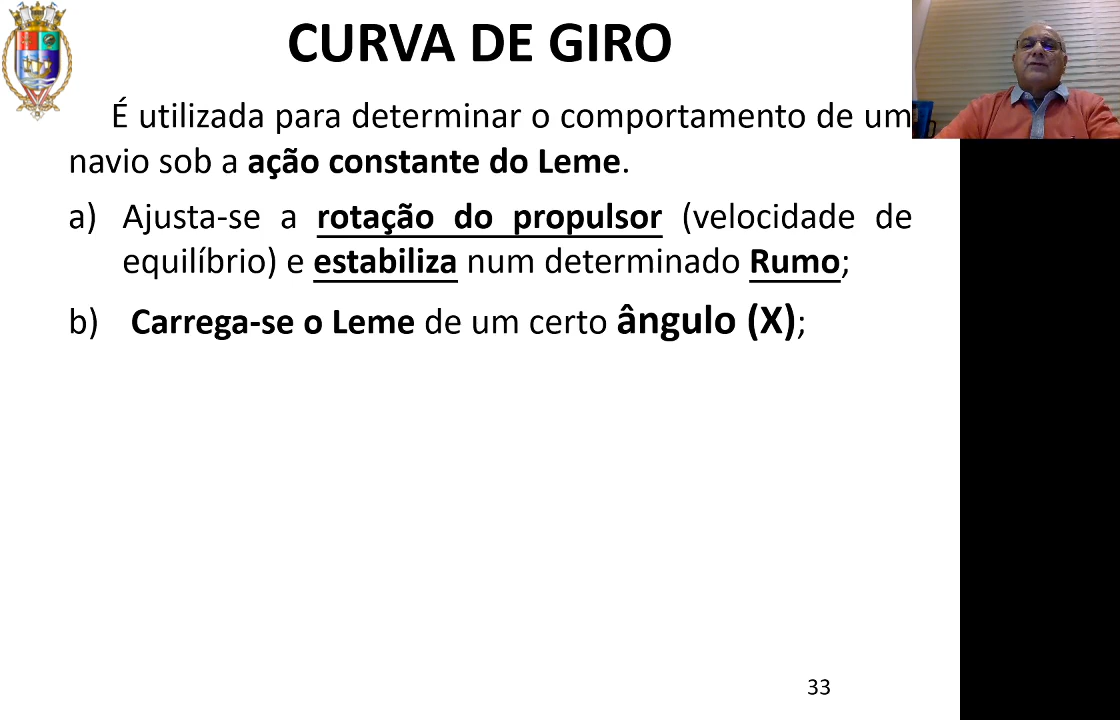 CURVA DE GIRO
É utilizada para determinar o comportamento de um
navio sob a ação constante do Leme.
a) Ajusta-se a rotação do propulsor (velocidade de
equilíbrio) e estabiliza num determinado Rumo;
b) Carrega-se o Leme de um certo ângulo (X);
33